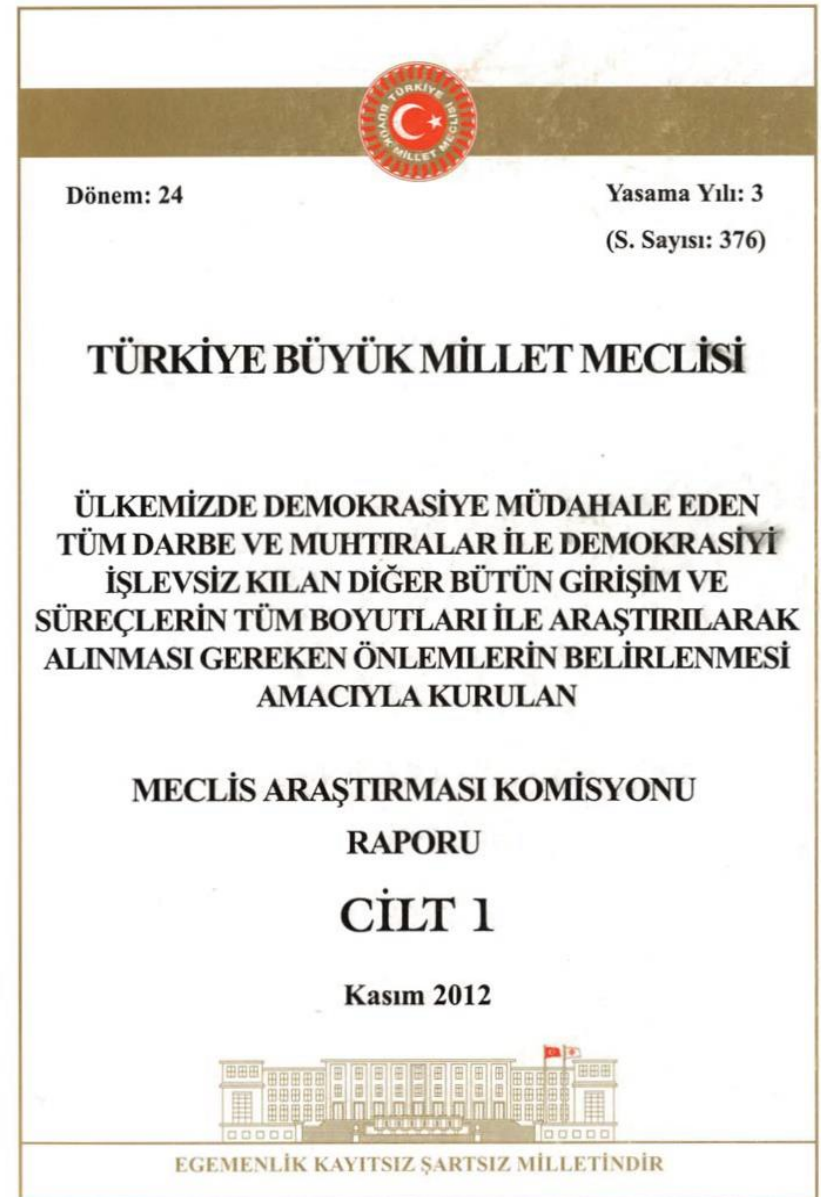 TÜRKİYE BÜYÜK MİLLET MECLİSİ
Dönem: 24
Yasama Yılı: 3
(S. Sayısı: 376)
TÜRKİYE BÜYÜK MİLLET MECLİSİ
ÜLKEMİZDE DEMOKRASİYE MÜDAHALE EDEN
TÜM DARBE VE MUHTIRALAR İLE DEMOKRASİYİ
İŞLEVSİZ KILAN DİĞER BÜTÜN GİRİŞİM VE
SÜREÇLERİN TÜM BOYUTLARI İLE ARAŞTIRILARAK
ALINMASI GEREKEN ÖNLEMLERİN BELİRLENMESİ
AMACIYLA KURULAN
MECLİS ARAŞTIRMASI KOMİSYONU
RAPORU
CİLT 1
Kasım 2012
EGEMENLİK KAYITSIZ ŞARTSIZ MİLLETİNDİR